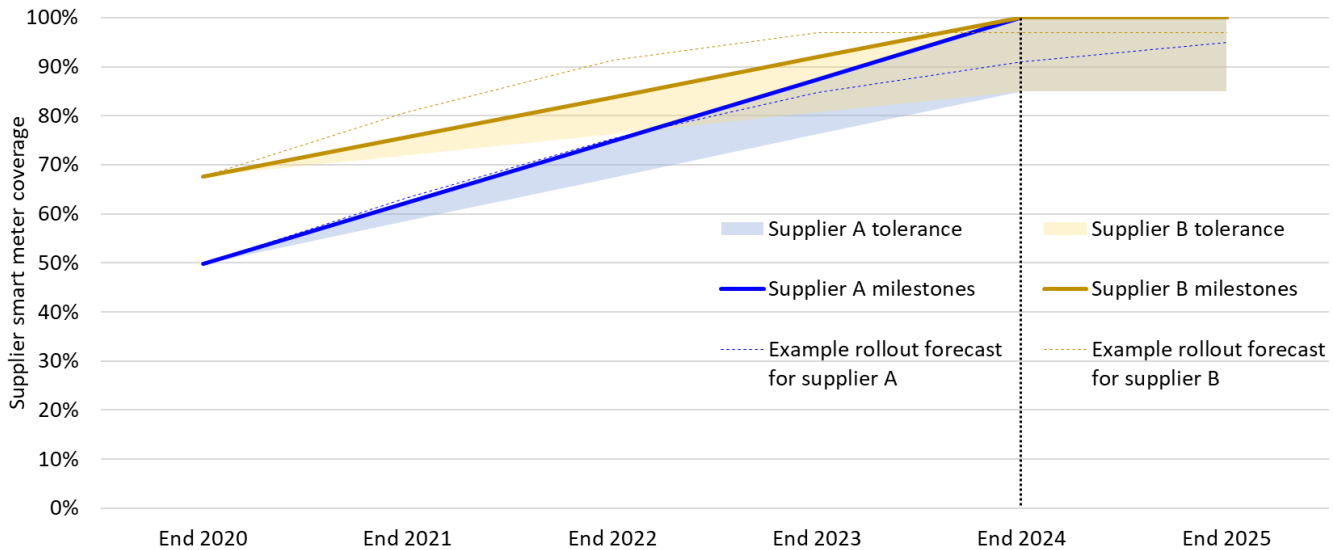 100%
90%
80%
70%
60%
50%
40%
30%
20%
10%
0%
Supplier smart meter coverage
Supplier A tolerance
Supplier B tolerance
Supplier A milestones
Supplier B milestones
Example rollout forecast
for supplier A
Example rollout forecast
for supplier B
End 2020
End 2021
End 2022
End 2023
End 2024
End 2025